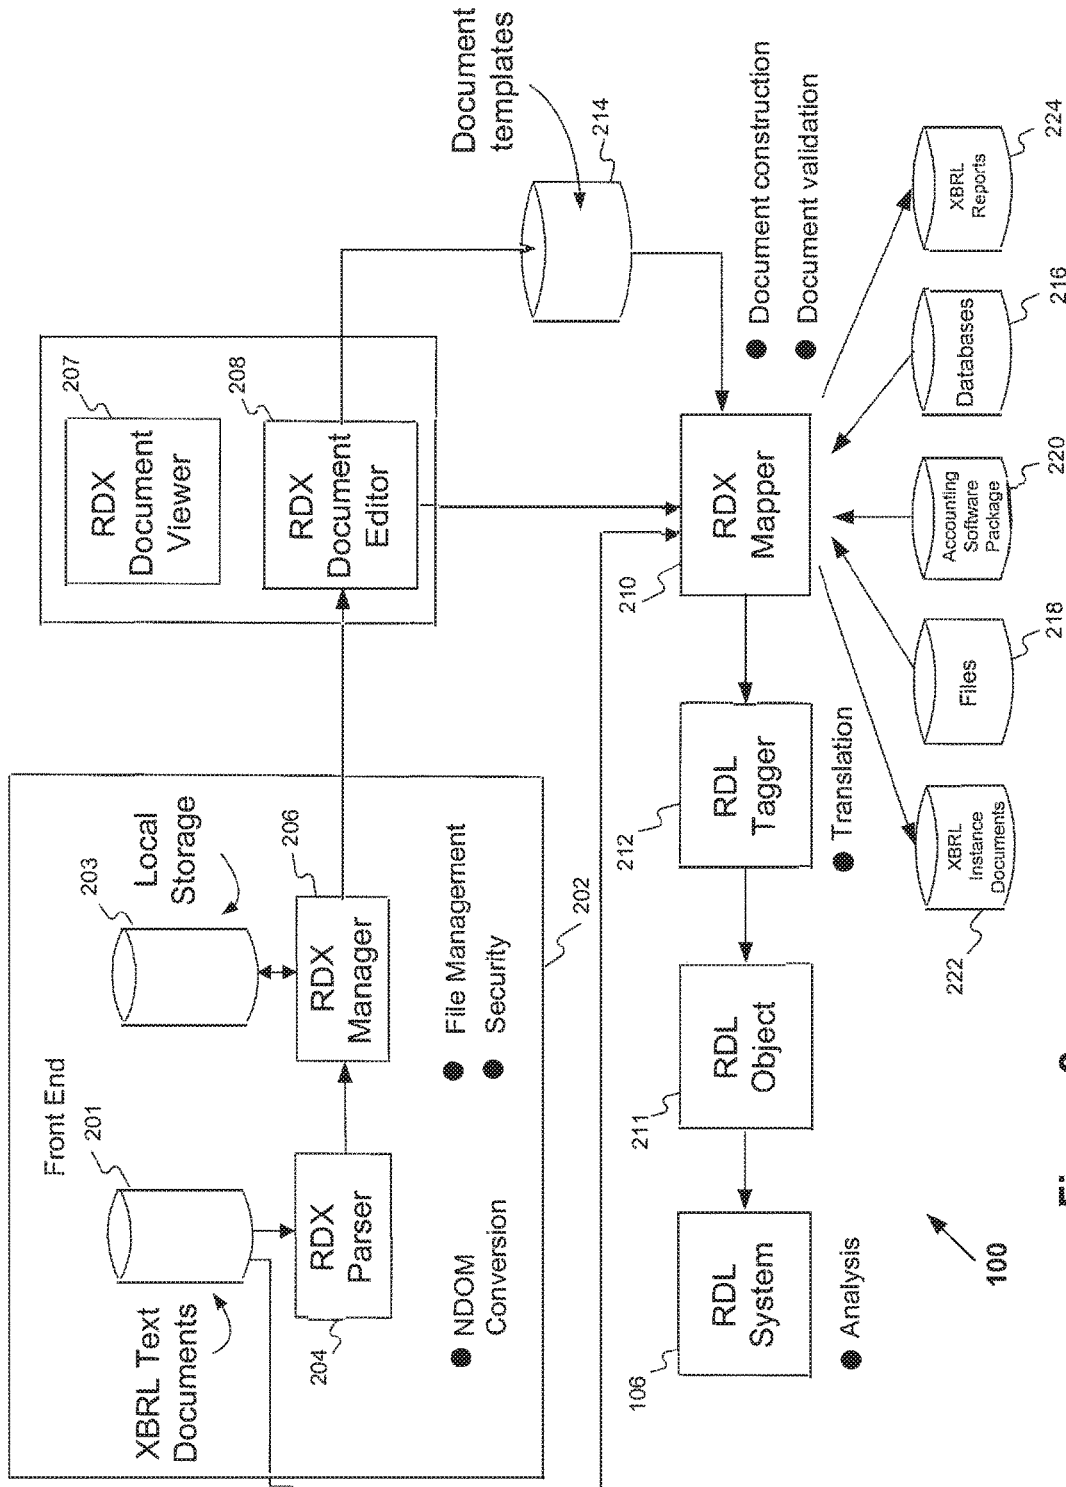 Front End
XBRL Text
Documents
201
203
Local
Storage
RDX
Parser
204
RDX
Manager
206
NDOM
Conversion
File Management
Security
202
207
RDX
Document
Viewer
208
RDX
Document
Editor
Document
templates
214
RDL
System
106
Analysis
RDL
Object
211
RDL
Tagger
212
Translation
RDX
Mapper
210
Document construction
Document validation
XBRL
Instance
Documents
222
Files
218
Accounting
Software
Package
220
Databases
216
XBRL
Reports
224
100